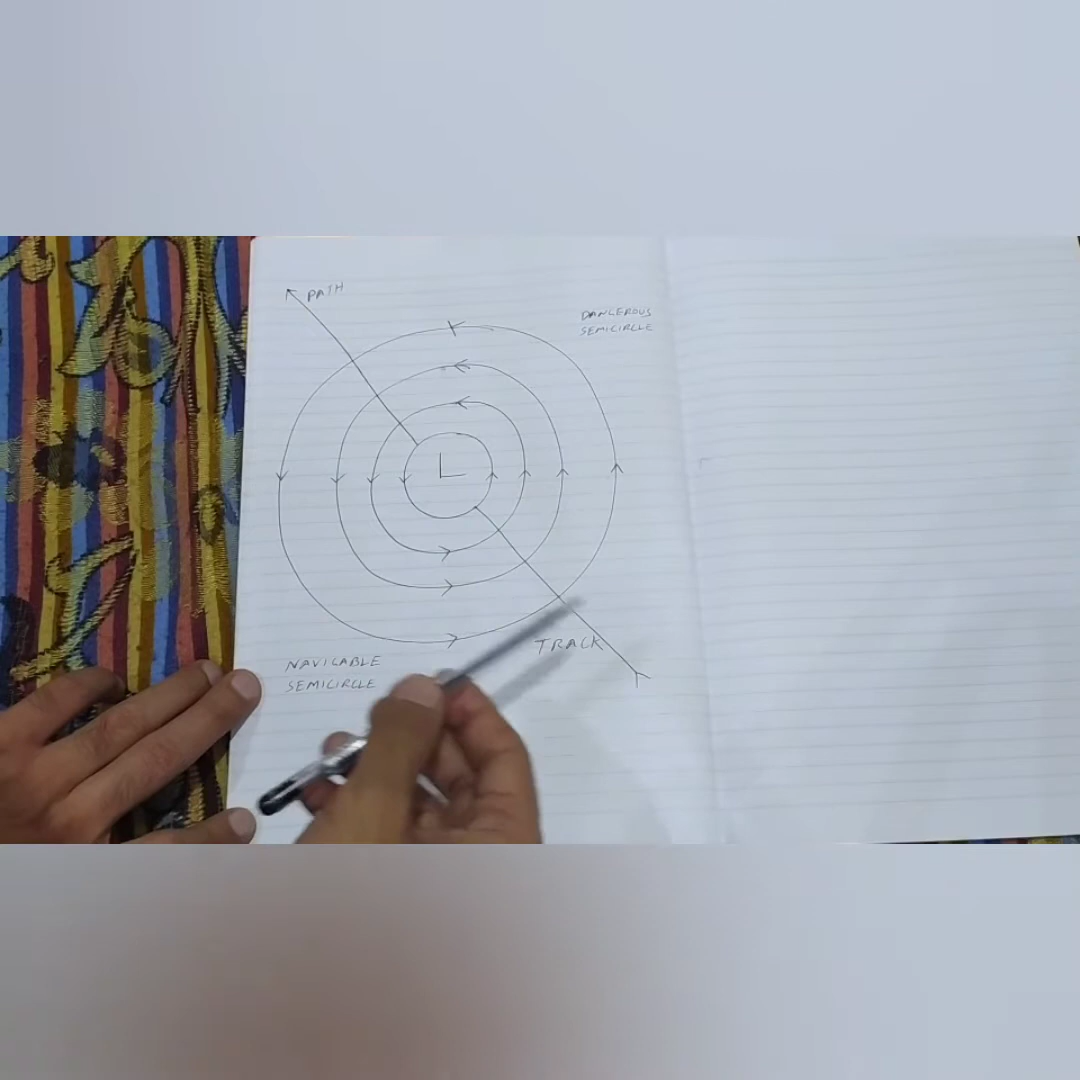 PATH
DANGEROUS
SEMICIRCLE
L
TRACK
NAVIGABLE
SEMICIRCLE